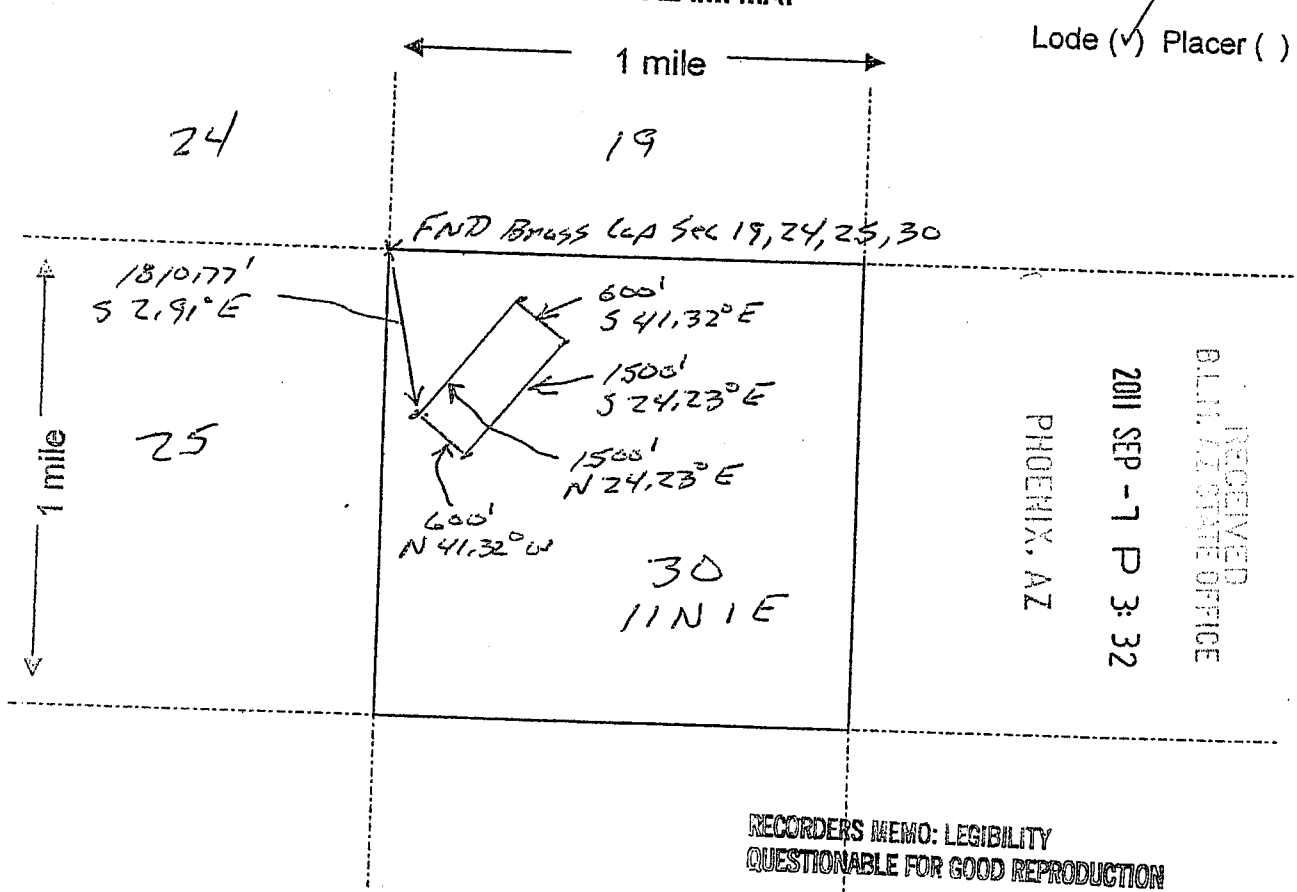 Lode (✓) Placer ( )
1 mile
24
19
FND Brass Cap Sec 19, 24, 25, 30
1810.77'
S 2.91° E
600'
S 41.32° E
1500'
S 24.23° E
1500'
N 24.23° E
600'
N 41.32° W
1 mile
25
30
11N 1E
RECEIVED
B.L.M. AZ STATE OFFICE
2011 SEP -7 P 3: 32
PHOENIX, AZ
RECORDERS MEMO: LEGIBILITY
QUESTIONABLE FOR GOOD REPRODUCTION